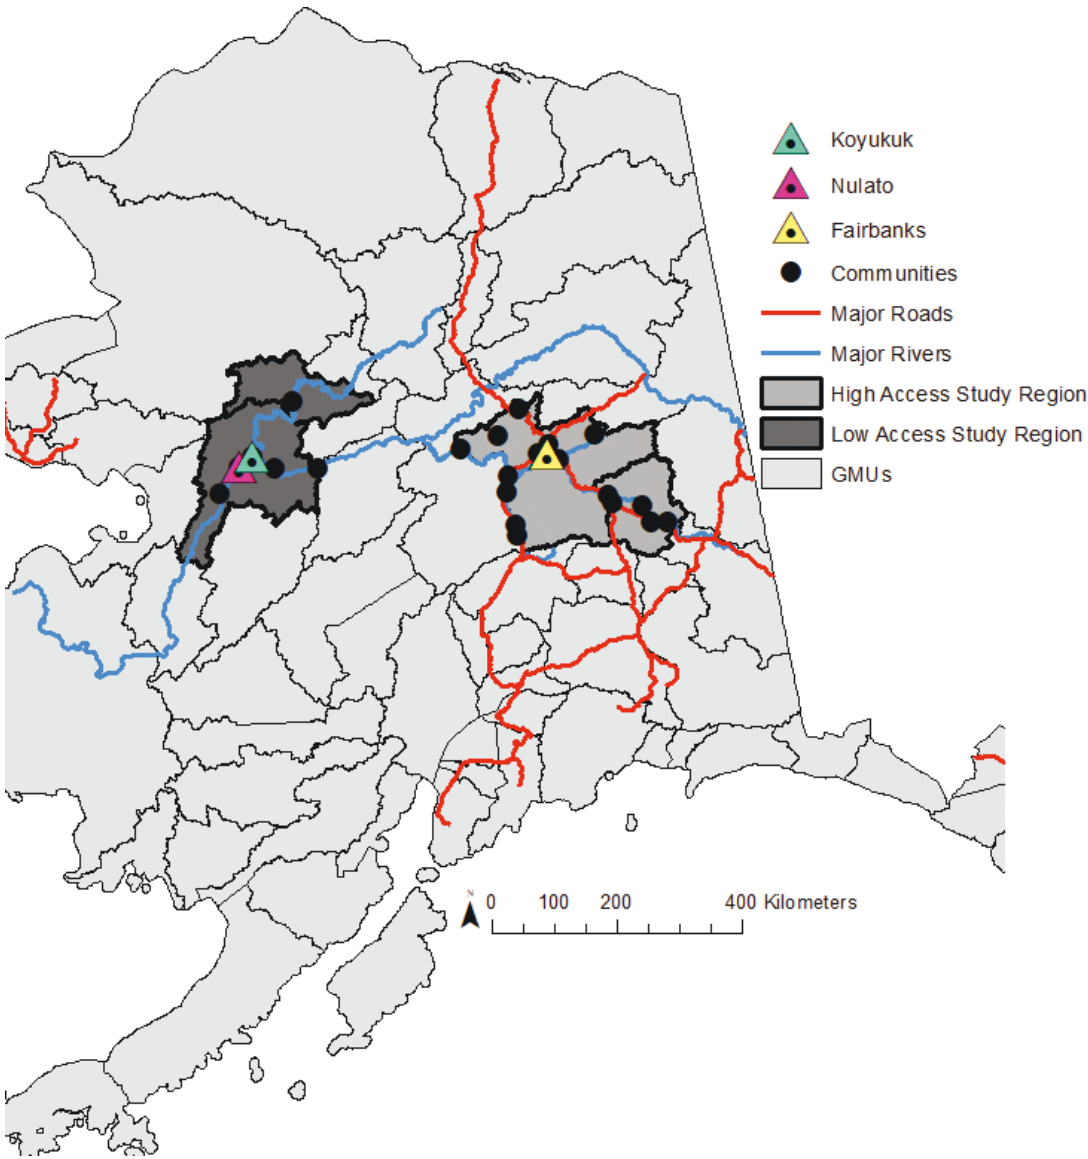 Koyukuk
Nulato
Fairbanks
Communities
Major Roads
Major Rivers
High Access Study Region
Low Access Study Region
GMUs
N
0 100 200 400 Kilometers